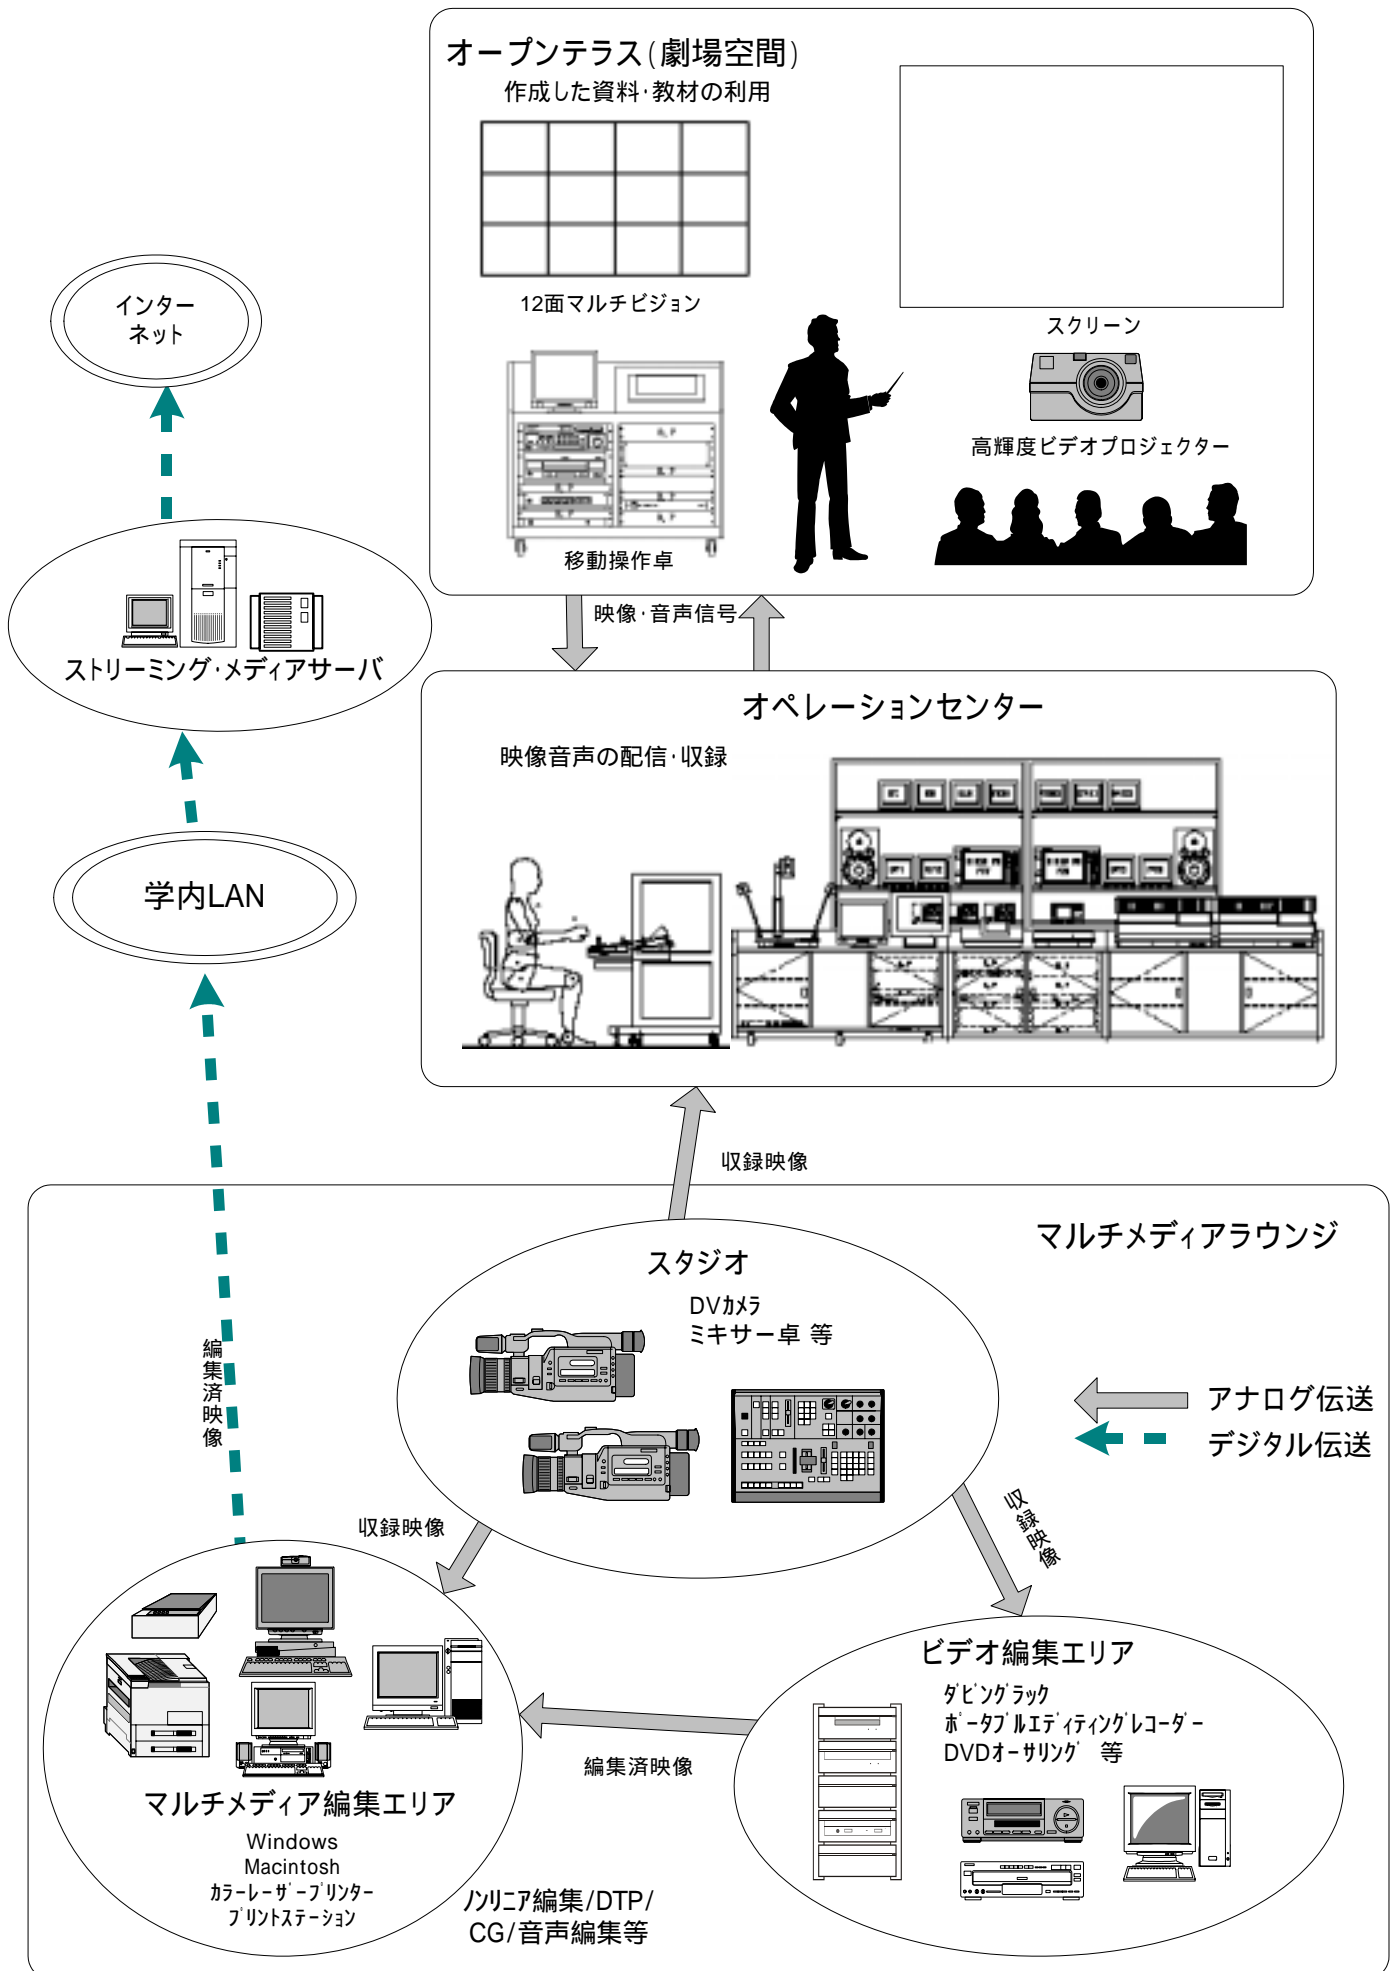 オープンテラス(劇場空間)
作成した資料・教材の利用
12面マルチビジョン
スクリーン
高輝度ビデオプロジェクター
移動操作卓
インター
ネット
映像・音声信号
ストリーミング・メディアサーバ
オペレーションセンター
映像音声の配信・収録
学内LAN
収録映像
マルチメディアラウンジ
スタジオ
DVｶﾒﾗ
ミキサー卓 等
編集済映像
アナログ伝送
デジタル伝送
収録映像
収録映像
ビデオ編集エリア
ﾀﾞﾋﾞﾝｸﾞﾗｯｸ
ﾎﾟｰﾀﾌﾞﾙｴﾃﾞｨﾃｨﾝｸﾞﾚｺｰﾀﾞｰ
DVDｵｰｻﾘﾝｸﾞ 等
編集済映像
マルチメディア編集エリア
Windows
Macintosh
ｶﾗｰﾚｰｻﾞｰﾌﾟﾘﾝﾀｰ
ﾌﾟﾘﾝﾄｽﾃｰｼｮﾝ
ﾉﾝﾘﾆｱ編集/DTP/
CG/音声編集等